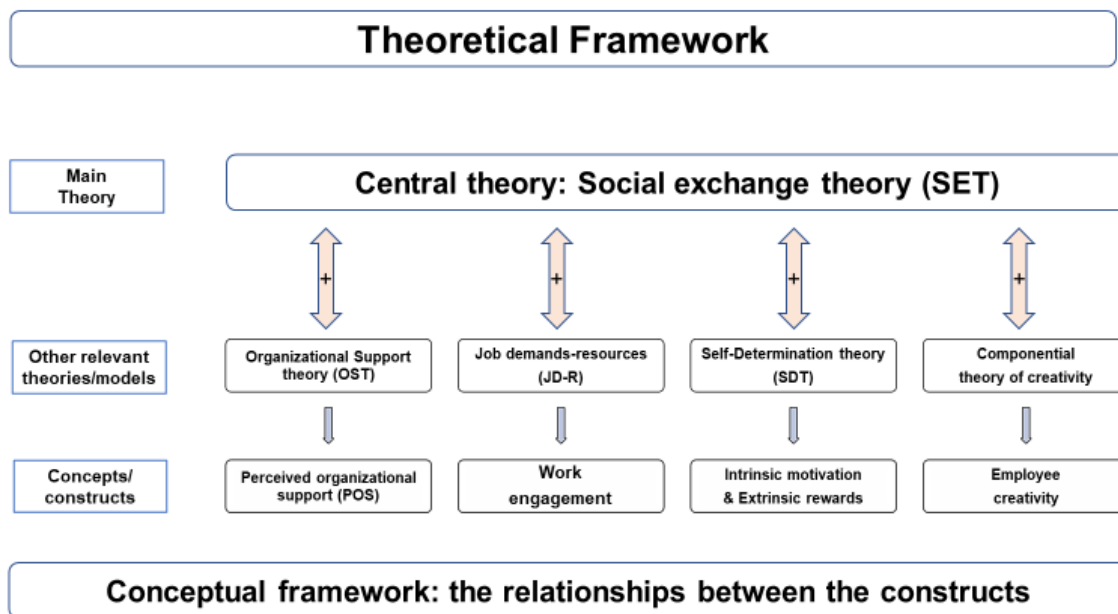 Theoretical Framework
Main
Theory
Central theory: Social exchange theory (SET)
+
+
+
+
Other relevant
theories/models
Organizational Support
theory (OST)
Job demands-resources
(JD-R)
Self-Determination theory
(SDT)
Componential
theory of creativity
Concepts/
constructs
Perceived organizational
support (POS)
Work
engagement
Intrinsic motivation
& Extrinsic rewards
Employee
creativity
Conceptual framework: the relationships between the constructs